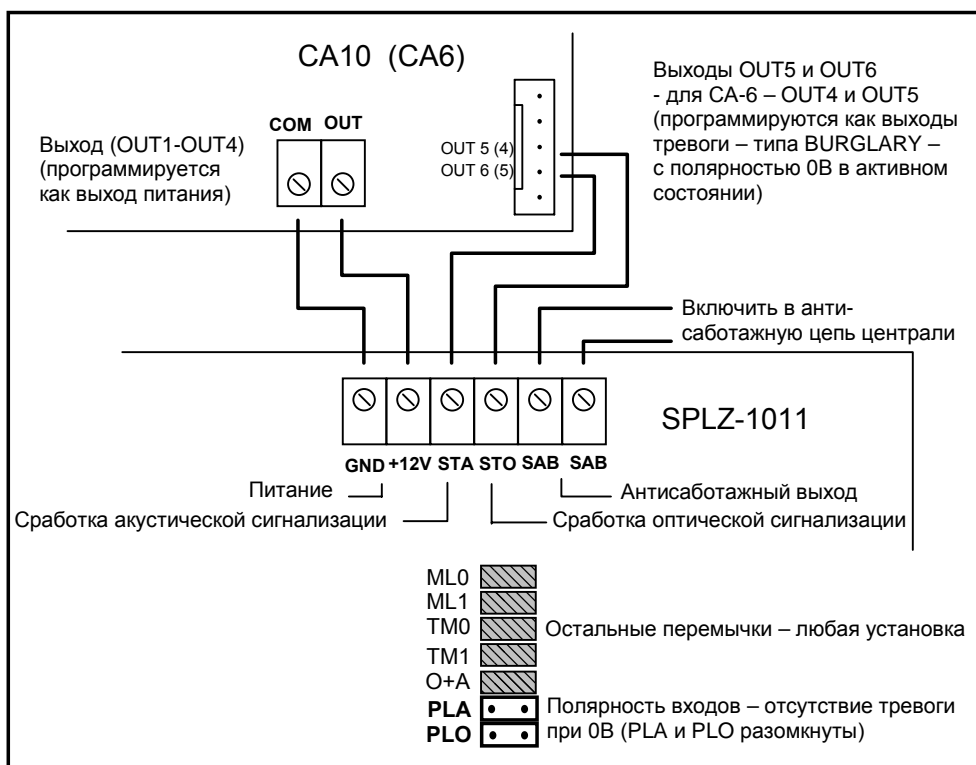 CA10 (CA6)
Выход (OUT1-OUT4)
(программируется
как выход питания)
COM OUT
OUT 5 (4)
OUT 6 (5)
Выходы OUT5 и OUT6
- для CA-6 – OUT4 и OUT5
(программируются как выходы
тревоги – типа BURGLARY –
с полярностью 0В в активном
состоянии)
Включить в анти-
саботажную цепь централи
SPLZ-1011
GND +12V STA STO SAB SAB
Питание
Антисаботажный выход
Сработка акустической сигнализации
Сработка оптической сигнализации
ML0
ML1
TM0
Остальные перемычки – любая установка
TM1
O+A
PLA
PLO
Полярность входов – отсутствие тревоги
при 0В (PLA и PLO разомкнуты)